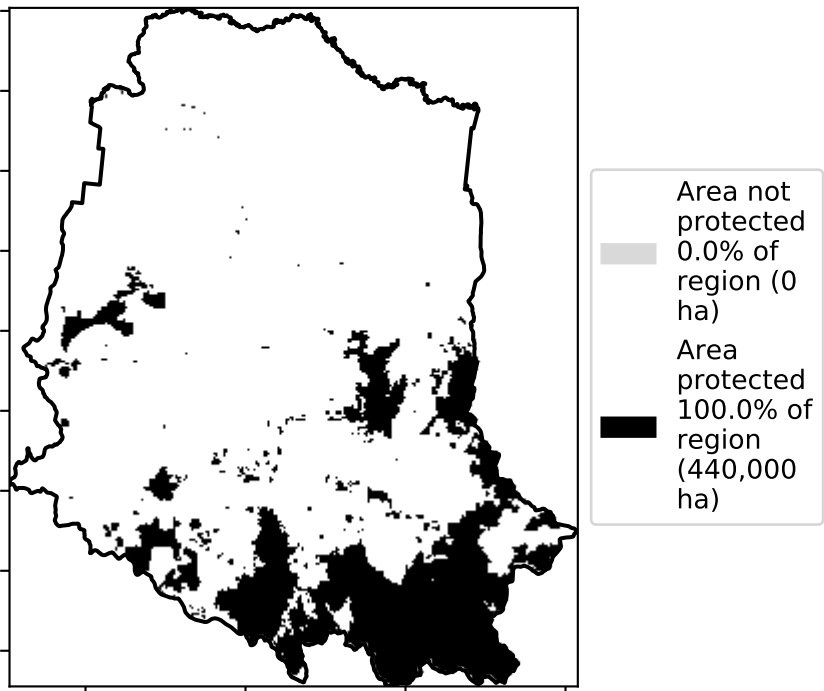 Area not
protected
0.0% of
region (0
ha)
Area
protected
100.0% of
region
(440,000
ha)